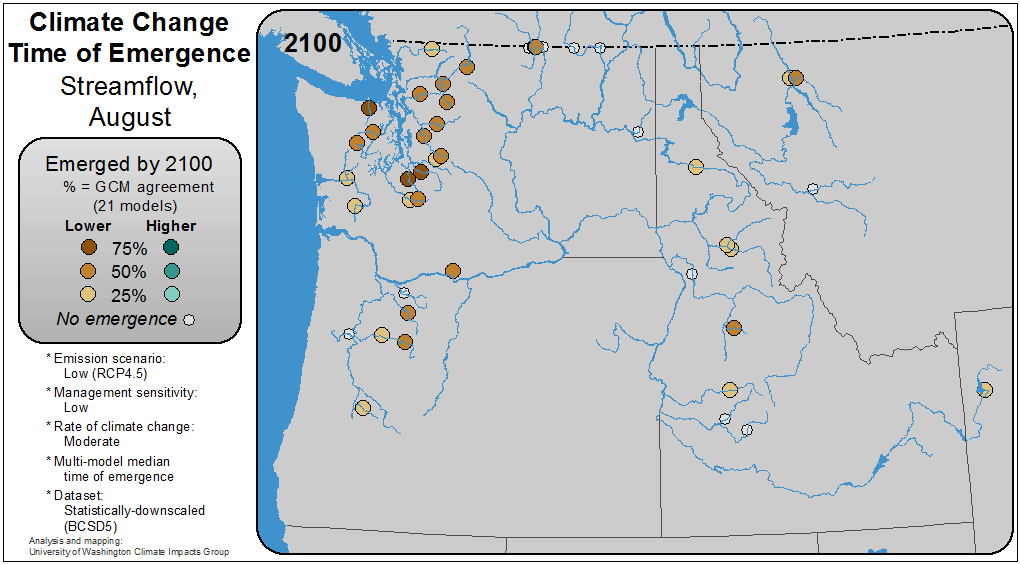 Climate Change
Time of Emergence
Streamflow,
August
2100
Emerged by 2100
% = GCM agreement
(21 models)
Lower Higher
75%
50%
25%
No emergence
* Emission scenario:
Low (RCP4.5)
* Management sensitivity:
Low
* Rate of climate change:
Moderate
* Multi-model median
time of emergence
* Dataset:
Statistically-downscaled
(BCSD5)
Analysis and mapping:
University of Washington Climate Impacts Group